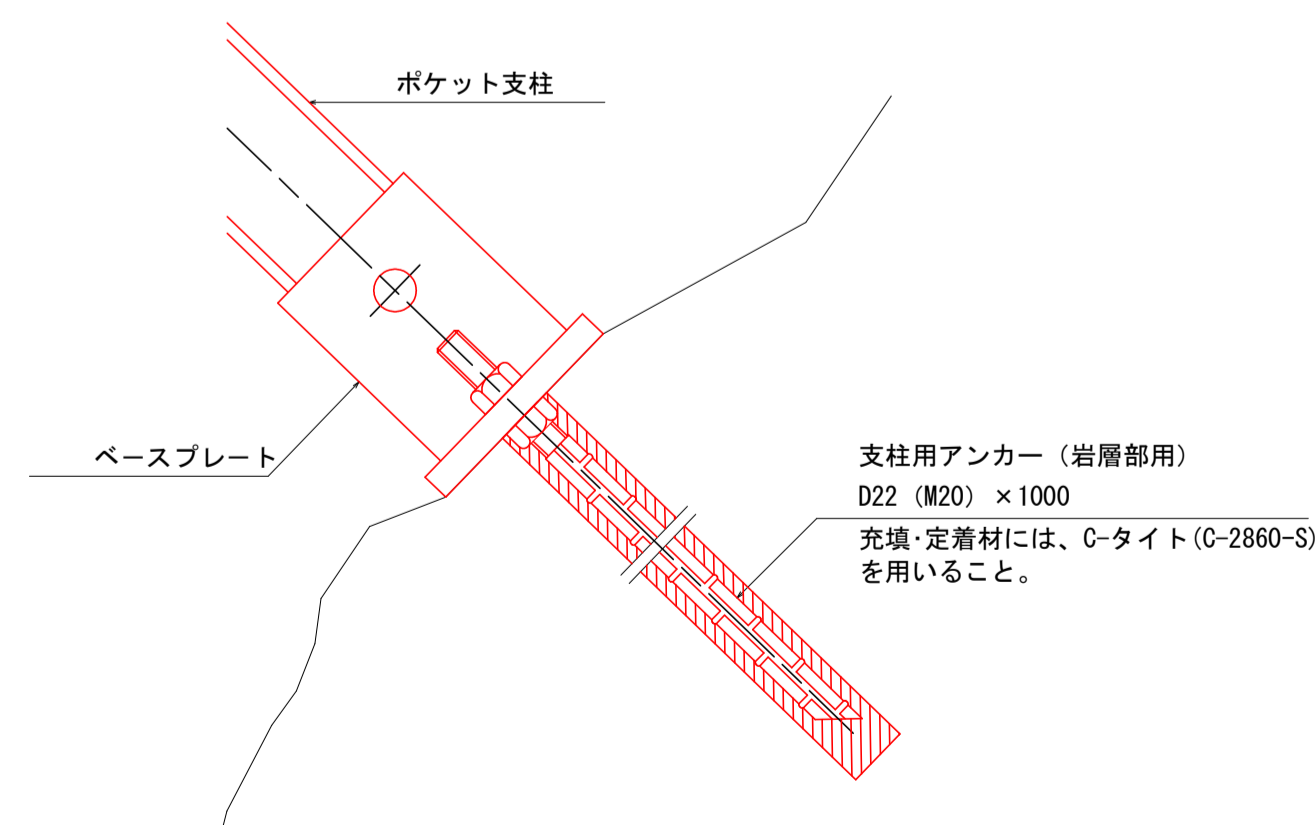 ポケット支柱
ベースプレート
支柱用アンカー（岩層部用）
D22（M20）×1000
充填･定着材には、C-タイト(C-2860-S)
を用いること。